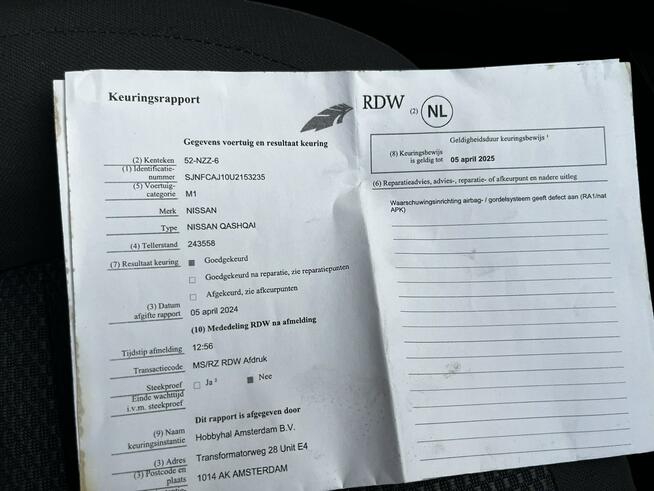 Keuringsrapport
RDW (2) NL
Gegevens voertuig en resultaat keuring
(2) Kenteken 52-NZZ-6
(1) Identificatie-
nummer SJNFCAJ10U2153235
(5) Voertuig-
categorie M1
Merk NISSAN
Type NISSAN QASHQAI
(4) Tellerstand 243558
(7) Resultaat keuring Goedgekeurd
Goedgekeurd na reparatie, zie reparatiepunten
Afgekeurd, zie afkeurpunten
(3) Datum
afgifte rapport 05 april 2024
(10) Mededeling RDW na afmelding
Tijdstip afmelding 12:56
Transactiecode MS/RZ RDW Afdruk
Steekproef Ja ² Nee
Einde wachttijd
i.v.m. steekproef
Dit rapport is afgegeven door
(9) Naam
keuringsinstantie Hobbyhal Amsterdam B.V.
(3) Adres Transformatorweg 28 Unit E4
(3) Postcode en
plaats 1014 AK AMSTERDAM
Geldigheidsduur keuringsbewijs ¹
(8) Keuringsbewijs
is geldig tot 05 april 2025
(6) Reparatieadvies, advies-, reparatie- of afkeurpunt en nadere uitleg
Waarschuwingsinrichting airbag- / gordelsysteem geeft defect aan (RA1/nat
APK)